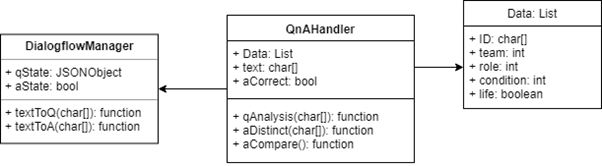 DialogflowManager
+ qState: JSONObject
+ aState: bool
+ textToQ(char[]): function
+ textToA(char[]): function
QnAHandler
+ Data: List
+ text: char[]
+ aCorrect: bool
+ qAnalysis(char[]): function
+ aDistinct(char[]): function
+ aCompare(): function
Data: List
+ ID: char[]
+ team: int
+ role: int
+ condition: int
+ life: boolean